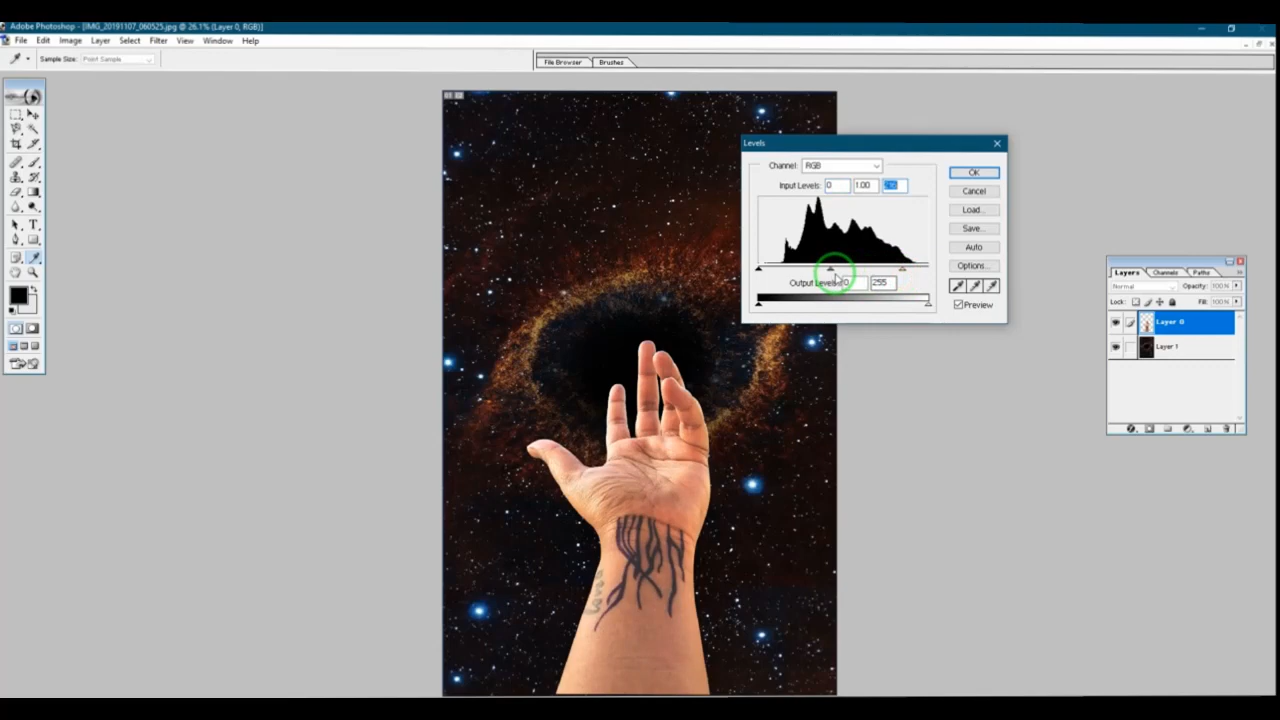 Adobe Photoshop - [IMG_20191107_060525.jpg @ 26.1% (Layer 0, RGB)]
File Edit Image Layer Select Filter View Window Help
Sample Size: Point Sample
File Browser Brushes
Levels
Channel: RGB
OK
Input Levels: 0 1.00
Cancel
Load...
Save...
Auto
Options...
Output Levels: 0 255
Preview
Layers Channels Paths
Normal Opacity: 100%
Lock: Fill: 100%
Layer 0
Layer 1